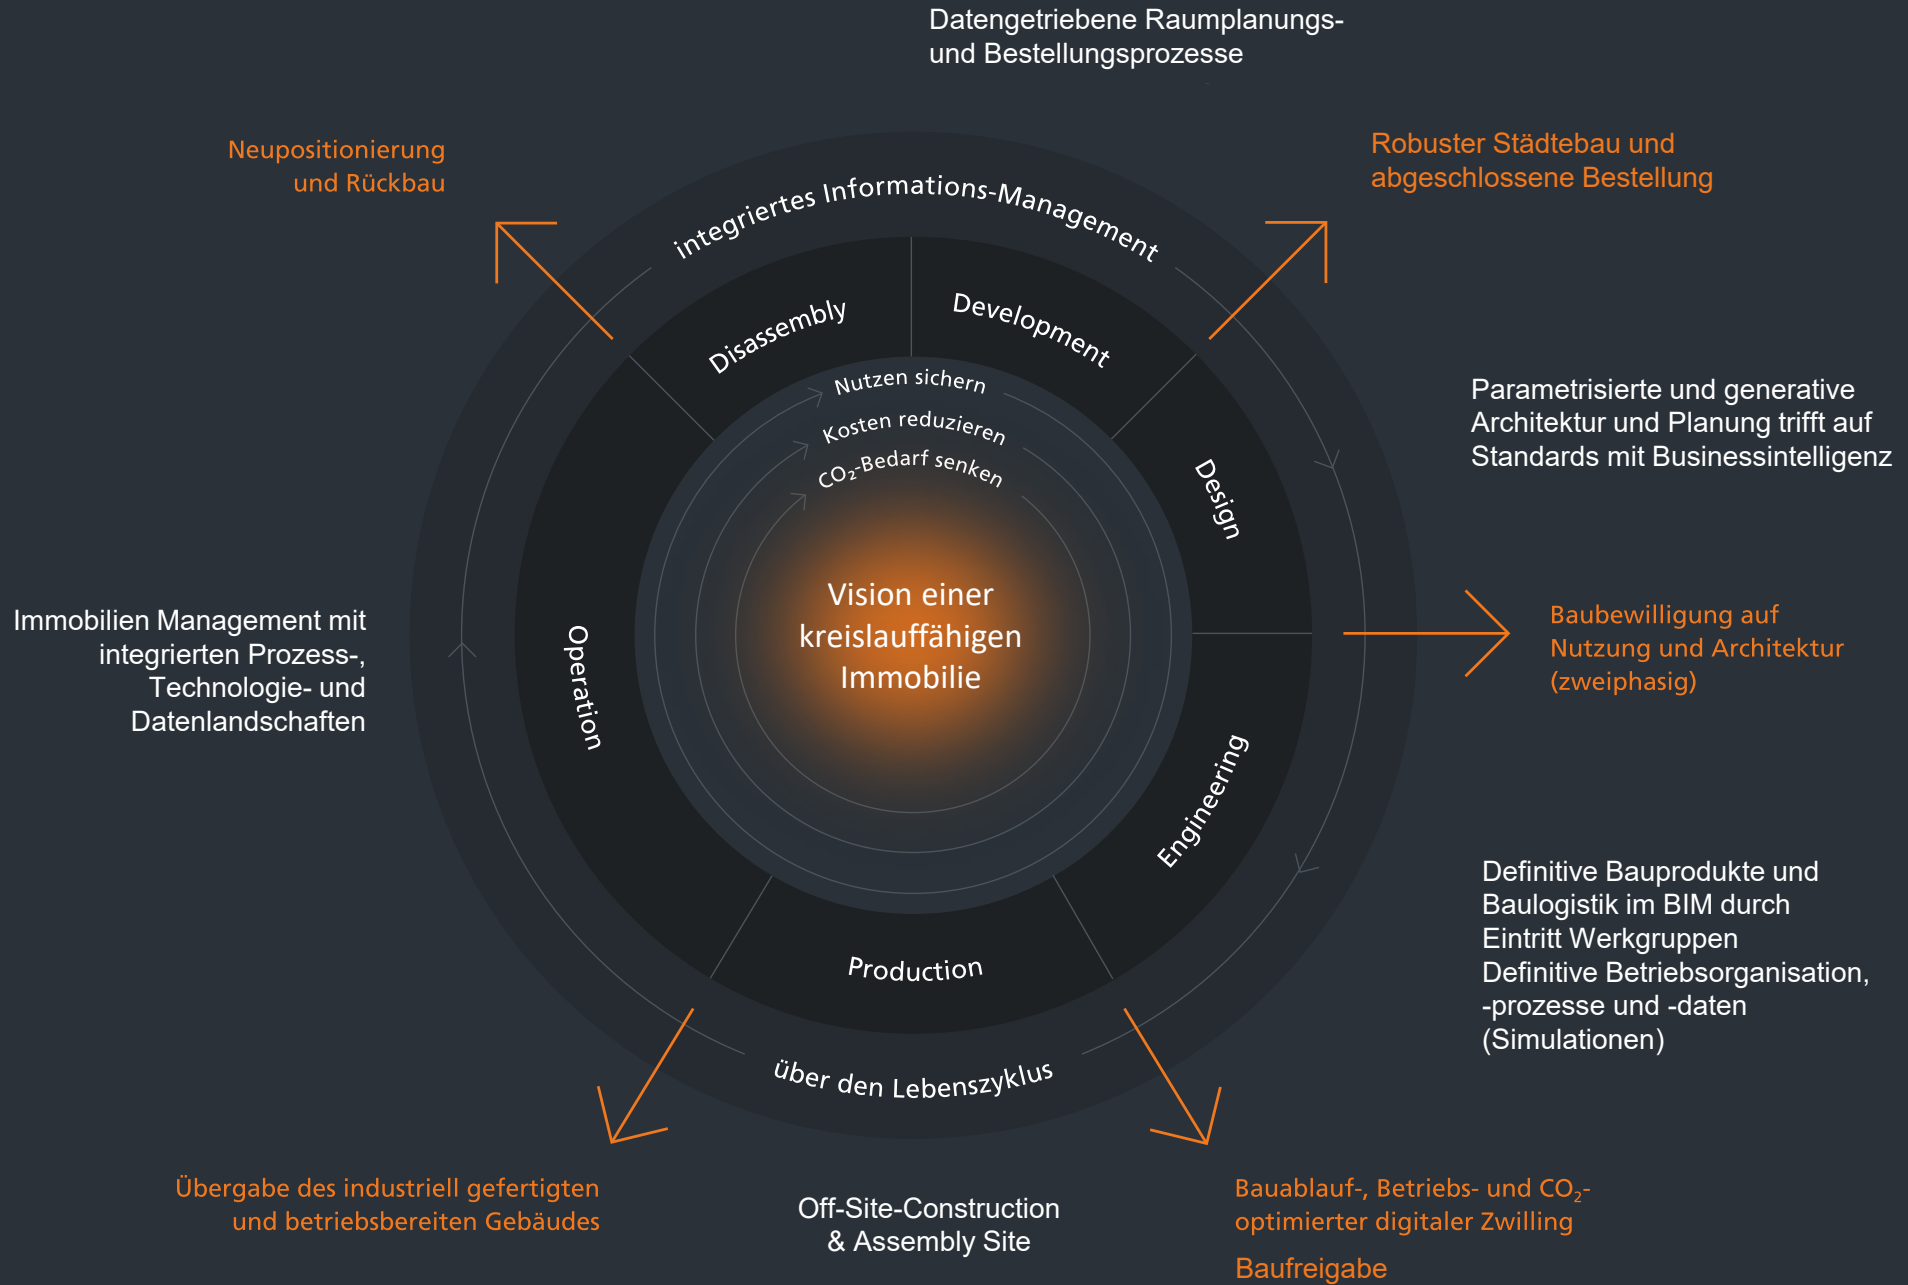 Datengetriebene Raumplanungs-
und Bestellungsprozesse
Neupositionierung
und Rückbau
Robuster Städtebau und
abgeschlossene Bestellung
integriertes Informations-Management
Disassembly
Development
Nutzen sichern
Kosten reduzieren
CO₂-Bedarf senken
Parametrisierte und generative
Architektur und Planung trifft auf
Standards mit Businessintelligenz
Design
Vision einer
kreislauffähigen
Immobilie
Immobilien Management mit
integrierten Prozess-,
Technologie- und
Datenlandschaften
Operation
Baubewilligung auf
Nutzung und Architektur
(zweiphasig)
Engineering
Definitive Bauprodukte und
Baulogistik im BIM durch
Eintritt Werkgruppen
Definitive Betriebsorganisation,
-prozesse und -daten
(Simulationen)
Production
über den Lebenszyklus
Übergabe des industriell gefertigten
und betriebsbereiten Gebäudes
Off-Site-Construction
& Assembly Site
Bauablauf-, Betriebs- und CO₂-
optimierter digitaler Zwilling
Baufreigabe